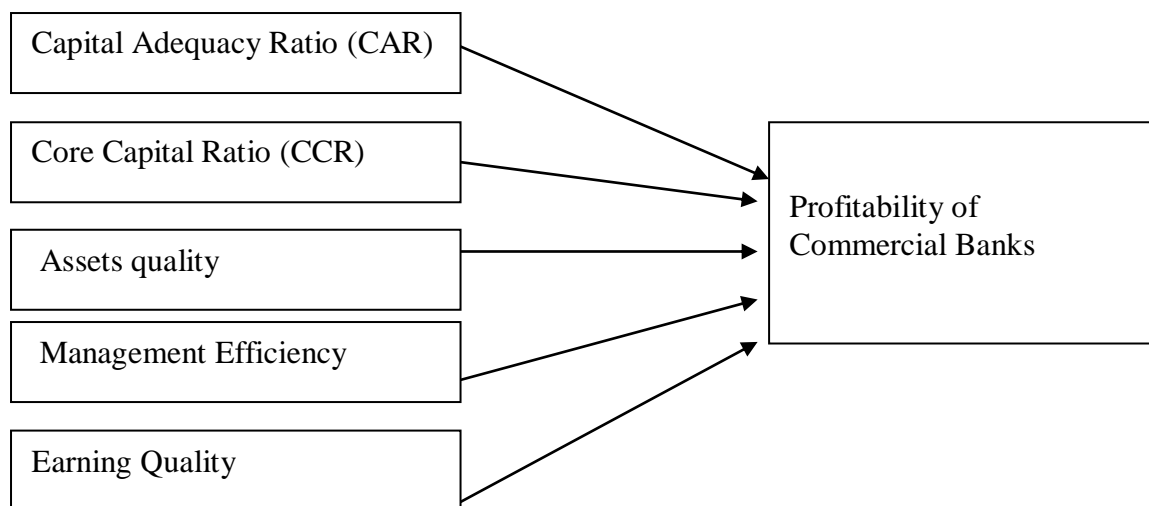 Capital Adequacy Ratio (CAR)
Core Capital Ratio (CCR)
Assets quality
Management Efficiency
Earning Quality
Profitability of
Commercial Banks